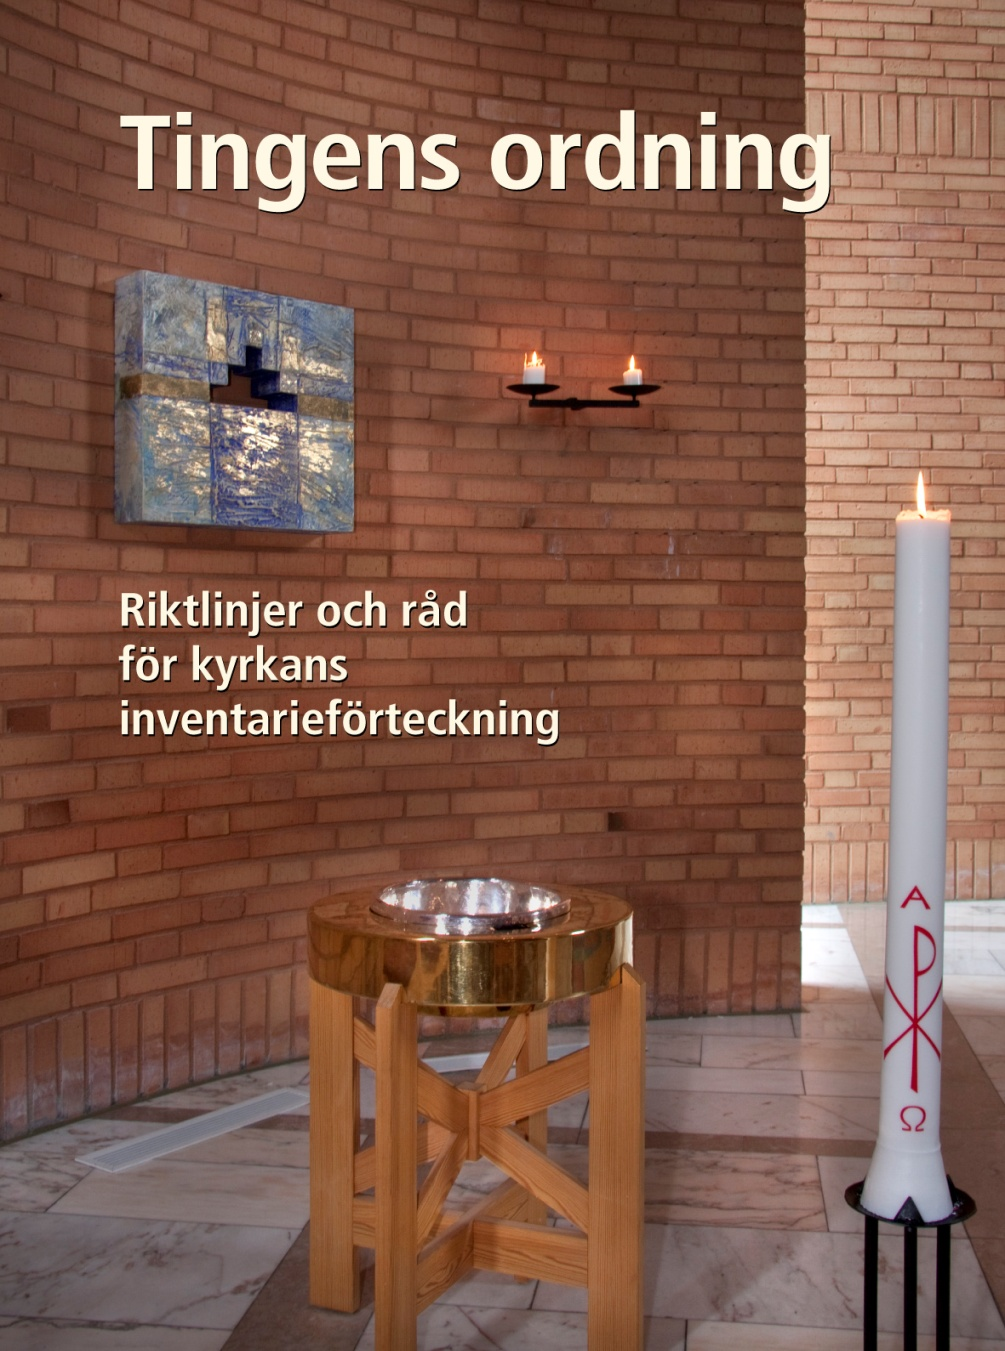 Tingens ordning
Riktlinjer och råd
för kyrkans
inventarieförteckning
Α
☧
Ω